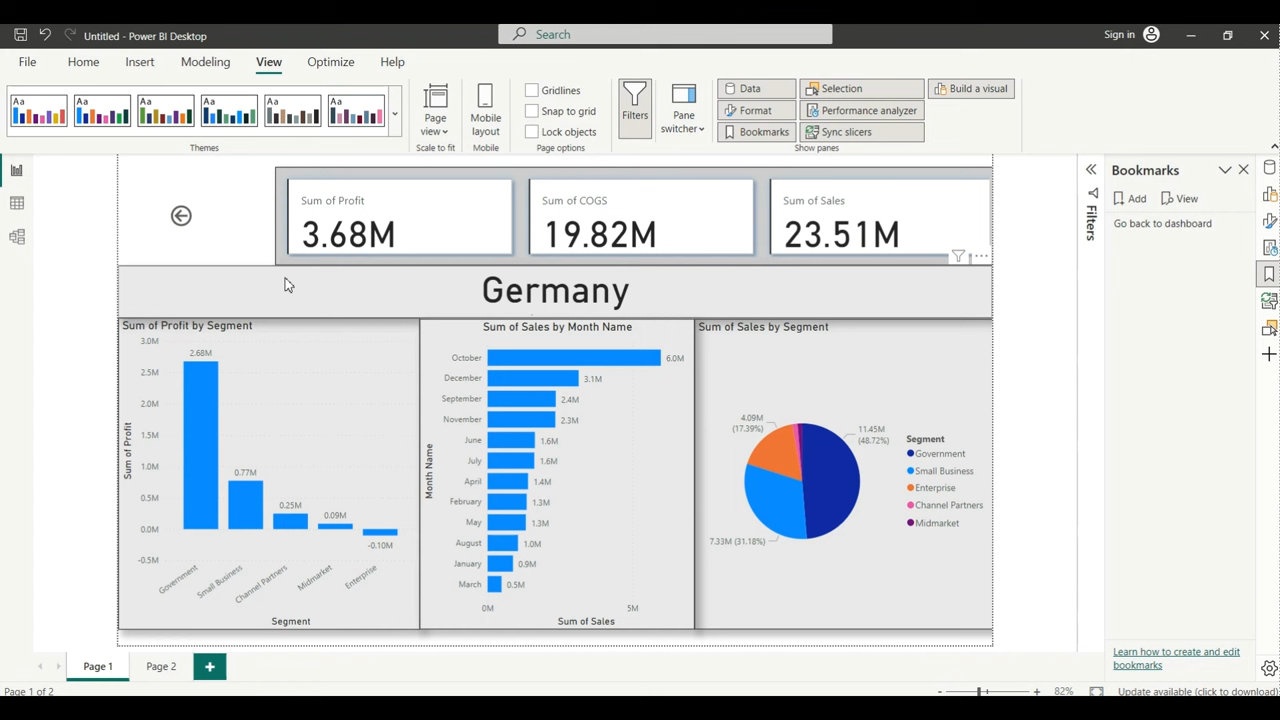 Untitled - Power BI Desktop
Search
Sign in
File Home Insert Modeling View Optimize Help
Aa Aa Aa Aa Aa Aa
Themes
Page view
Scale to fit
Mobile layout
Mobile
Gridlines
Snap to grid
Lock objects
Page options
Filters
Pane switcher
Data
Format
Bookmarks
Selection
Performance analyzer
Sync slicers
Build a visual
Show panes
Sum of Profit
3.68M
Sum of COGS
19.82M
Sum of Sales
23.51M
Germany
Sum of Profit by Segment
3.0M
2.5M
2.0M
1.5M
1.0M
0.5M
0.0M
-0.5M
Sum of Profit
2.68M
0.77M
0.25M
0.09M
-0.10M
Government
Small Business
Channel Partners
Midmarket
Enterprise
Segment
Sum of Sales by Month Name
Month Name
October 6.0M
December 3.1M
September 2.4M
November 2.3M
June 1.6M
July 1.6M
April 1.4M
February 1.3M
May 1.3M
August 1.0M
January 0.9M
March 0.5M
0M 5M
Sum of Sales
Sum of Sales by Segment
4.09M
(17.39%)
11.45M
(48.72%)
7.33M (31.18%)
Segment
Government
Small Business
Enterprise
Channel Partners
Midmarket
Filters
Bookmarks
Add View
Go back to dashboard
Learn how to create and edit
bookmarks
Page 1 Page 2
Page 1 of 2
- + 82%
Update available (click to download)